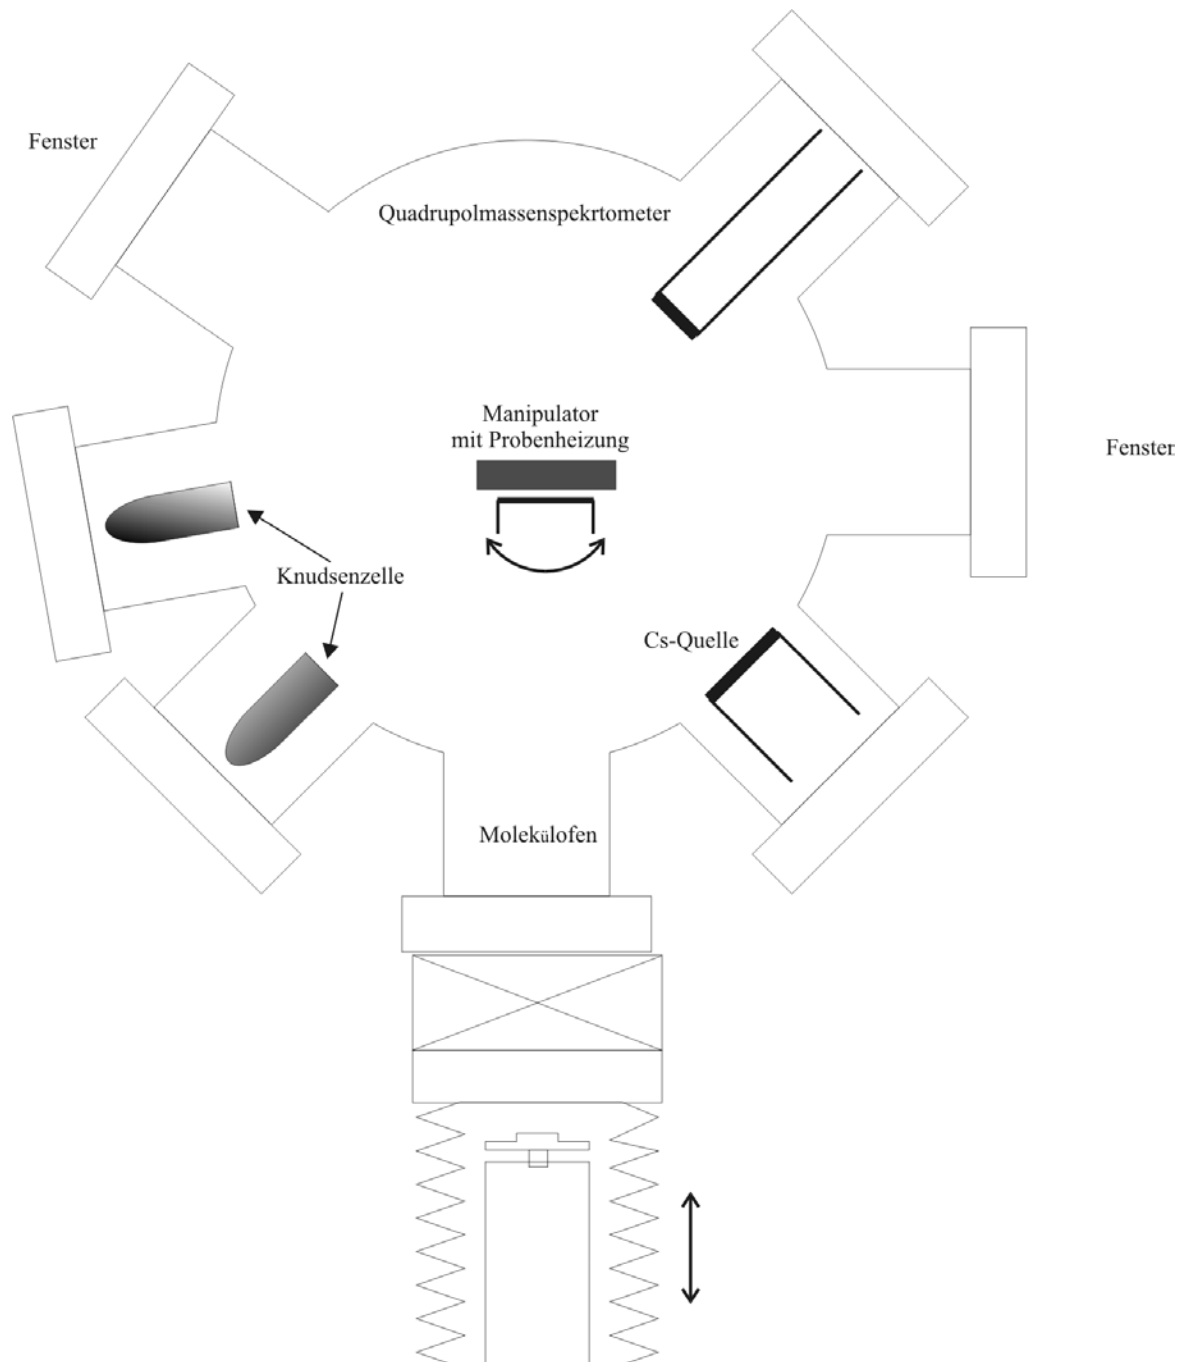 Fenster
Quadrupolmassenspekrtometer
Manipulator
mit Probenheizung
Fenster
Knudsenzelle
Cs-Quelle
Molekülofen